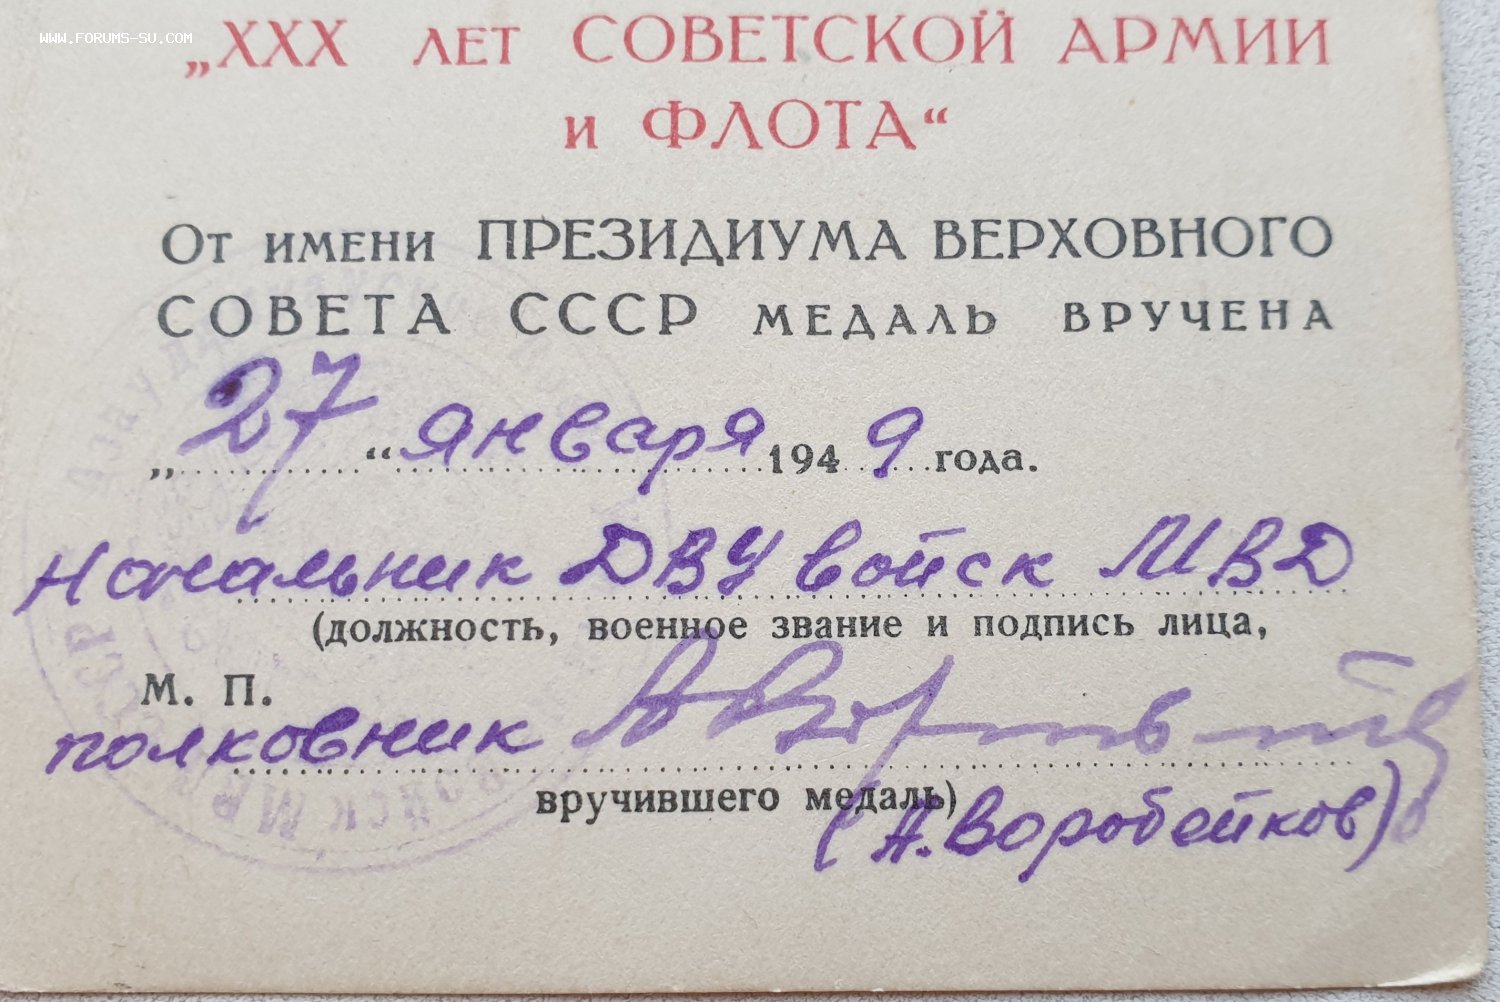 WWW.FORUMS-SU.COM
„XXX ЛЕТ СОВЕТСКОЙ АРМИИ
И ФЛОТА“
ОТ ИМЕНИ ПРЕЗИДИУМА ВЕРХОВНОГО
СОВЕТА СССР МЕДАЛЬ ВРУЧЕНА
„27“ января 1949 года.
Начальник ДВУ войск МВД
(должность, военное звание и подпись лица,
М. П.
полковник
вручившего медаль)
(А. Воробейков)